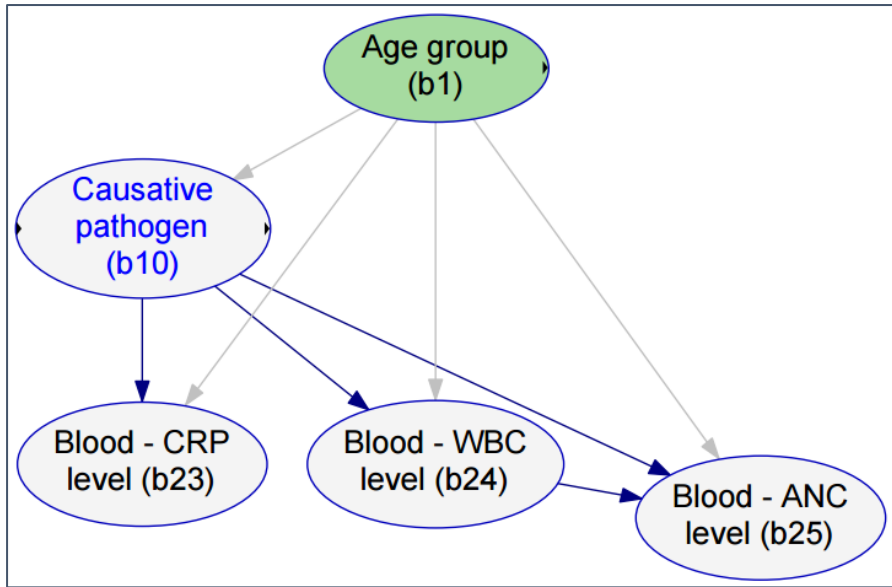 Age group
(b1)
Causative
pathogen
(b10)
Blood - CRP
level (b23)
Blood - WBC
level (b24)
Blood - ANC
level (b25)